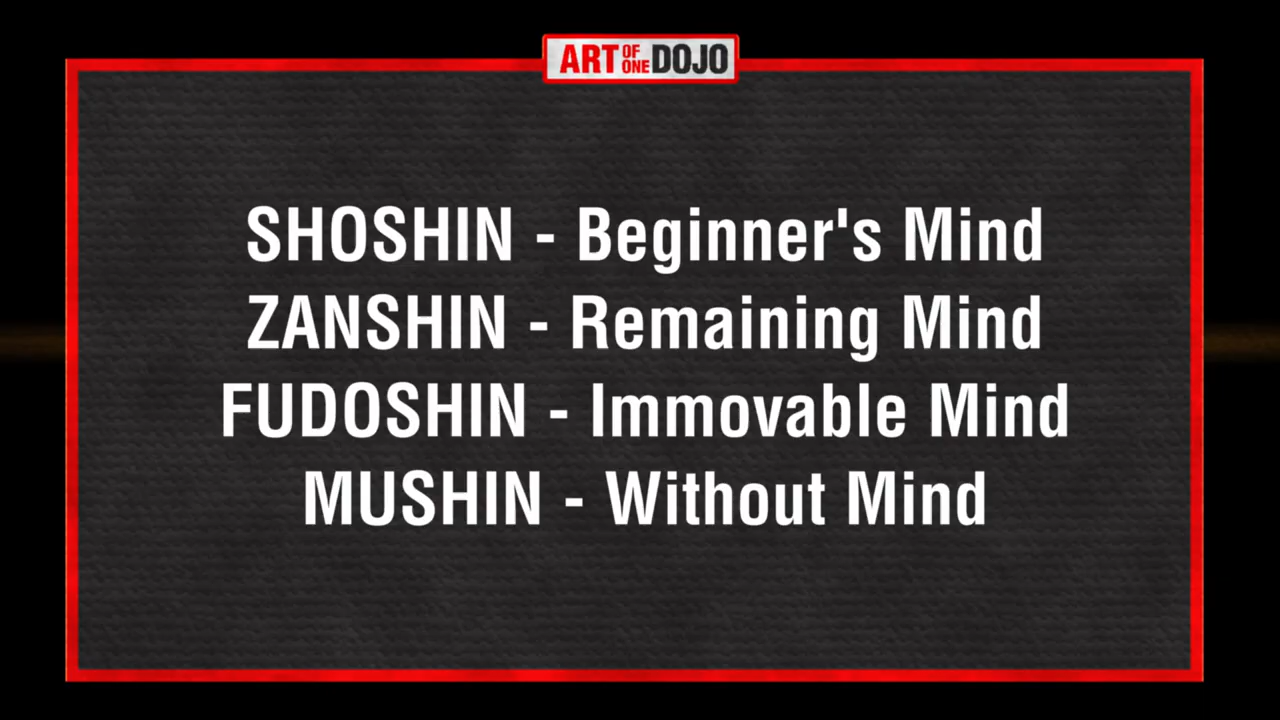 ART OF ONE DOJO
SHOSHIN - Beginner's Mind
ZANSHIN - Remaining Mind
FUDOSHIN - Immovable Mind
MUSHIN - Without Mind